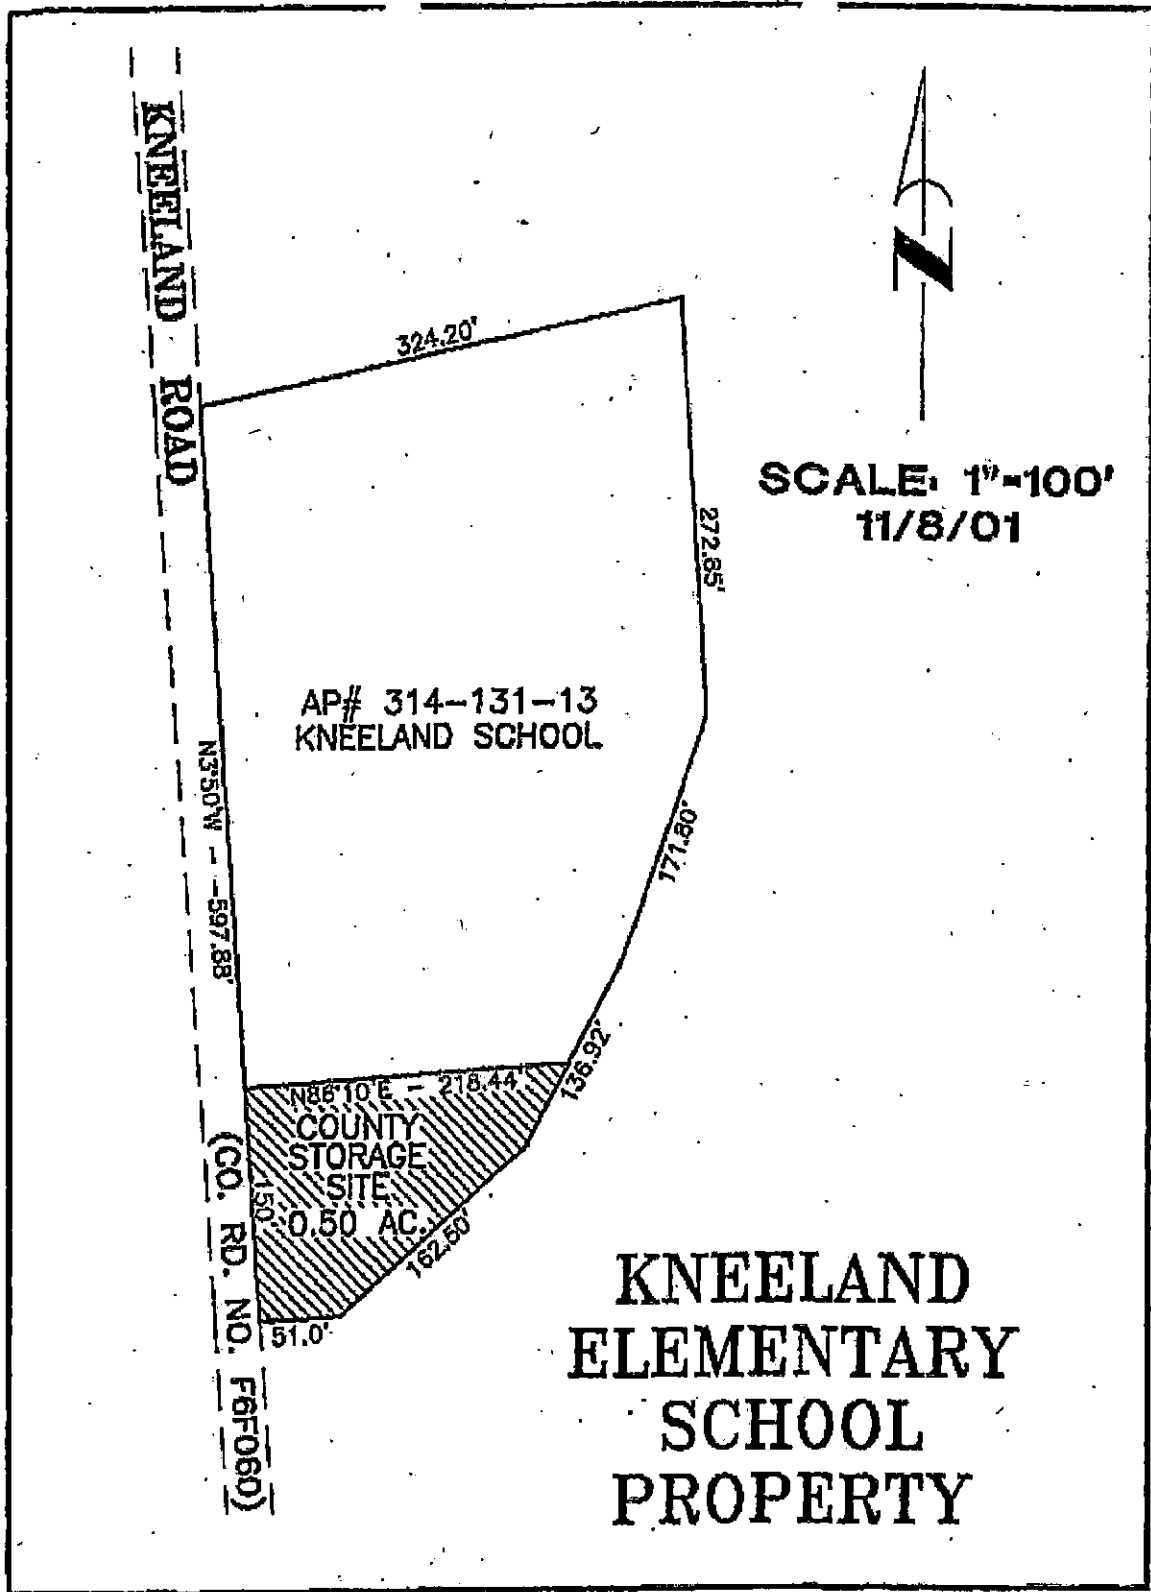 KNEELAND ROAD
324.20'
Z
SCALE: 1"=100'
11/8/01
272.85'
AP# 314-131-13
KNEELAND SCHOOL
N3°50'W - 597.88'
171.80'
136.92'
N86°10'E - 218.44'
COUNTY
STORAGE
SITE
0.50 AC.
150'
162.50'
51.0'
(CO. RD. NO. F6F060)
KNEELAND
ELEMENTARY
SCHOOL
PROPERTY